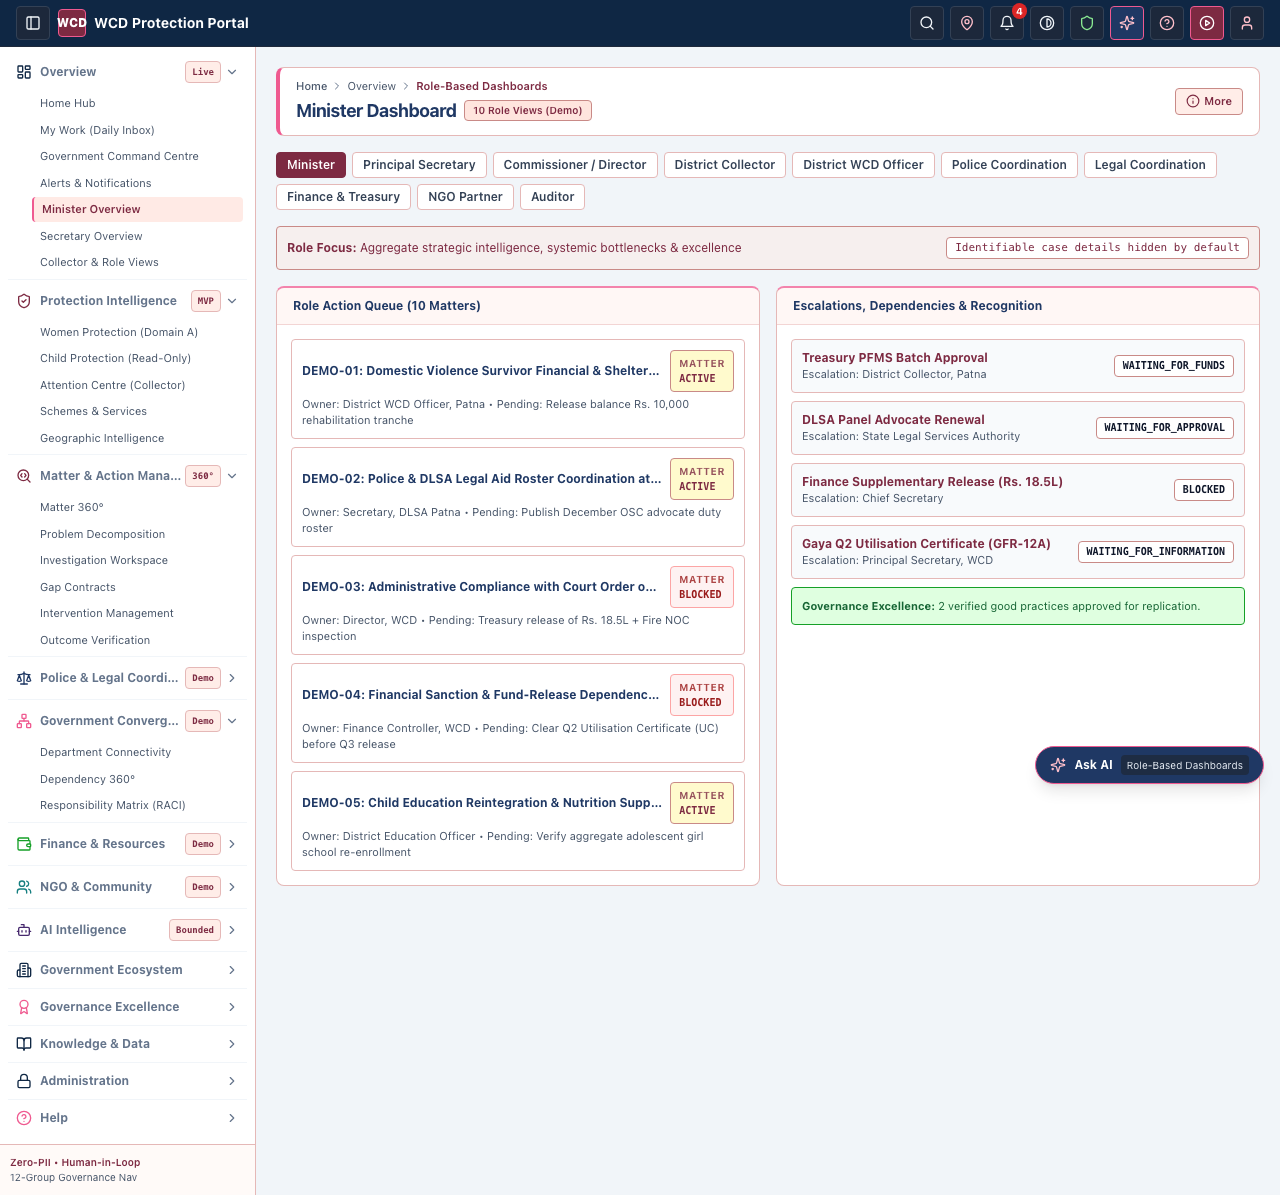 WCD WCD Protection Portal
4
Overview Live
Home Hub
My Work (Daily Inbox)
Government Command Centre
Alerts & Notifications
Minister Overview
Secretary Overview
Collector & Role Views
Protection Intelligence MVP
Women Protection (Domain A)
Child Protection (Read-Only)
Attention Centre (Collector)
Schemes & Services
Geographic Intelligence
Matter & Action Mana... 360°
Matter 360°
Problem Decomposition
Investigation Workspace
Gap Contracts
Intervention Management
Outcome Verification
Police & Legal Coordi... Demo
Government Converg... Demo
Department Connectivity
Dependency 360°
Responsibility Matrix (RACI)
Finance & Resources Demo
NGO & Community Demo
AI Intelligence Bounded
Government Ecosystem
Governance Excellence
Knowledge & Data
Administration
Help
Zero-PII • Human-in-Loop
12-Group Governance Nav
Home > Overview > Role-Based Dashboards
Minister Dashboard 10 Role Views (Demo)
More
Minister Principal Secretary Commissioner / Director District Collector District WCD Officer Police Coordination Legal Coordination
Finance & Treasury NGO Partner Auditor
Role Focus: Aggregate strategic intelligence, systemic bottlenecks & excellence
Identifiable case details hidden by default
Role Action Queue (10 Matters)
DEMO-01: Domestic Violence Survivor Financial & Shelter...
MATTER
ACTIVE
Owner: District WCD Officer, Patna • Pending: Release balance Rs. 10,000
rehabilitation tranche
DEMO-02: Police & DLSA Legal Aid Roster Coordination at...
MATTER
ACTIVE
Owner: Secretary, DLSA Patna • Pending: Publish December OSC advocate duty
roster
DEMO-03: Administrative Compliance with Court Order o...
MATTER
BLOCKED
Owner: Director, WCD • Pending: Treasury release of Rs. 18.5L + Fire NOC
inspection
DEMO-04: Financial Sanction & Fund-Release Dependenc...
MATTER
BLOCKED
Owner: Finance Controller, WCD • Pending: Clear Q2 Utilisation Certificate (UC)
before Q3 release
DEMO-05: Child Education Reintegration & Nutrition Supp...
MATTER
ACTIVE
Owner: District Education Officer • Pending: Verify aggregate adolescent girl
school re-enrollment
Escalations, Dependencies & Recognition
Treasury PFMS Batch Approval
Escalation: District Collector, Patna
WAITING_FOR_FUNDS
DLSA Panel Advocate Renewal
Escalation: State Legal Services Authority
WAITING_FOR_APPROVAL
Finance Supplementary Release (Rs. 18.5L)
Escalation: Chief Secretary
BLOCKED
Gaya Q2 Utilisation Certificate (GFR-12A)
Escalation: Principal Secretary, WCD
WAITING_FOR_INFORMATION
Governance Excellence: 2 verified good practices approved for replication.
Ask AI Role-Based Dashboards